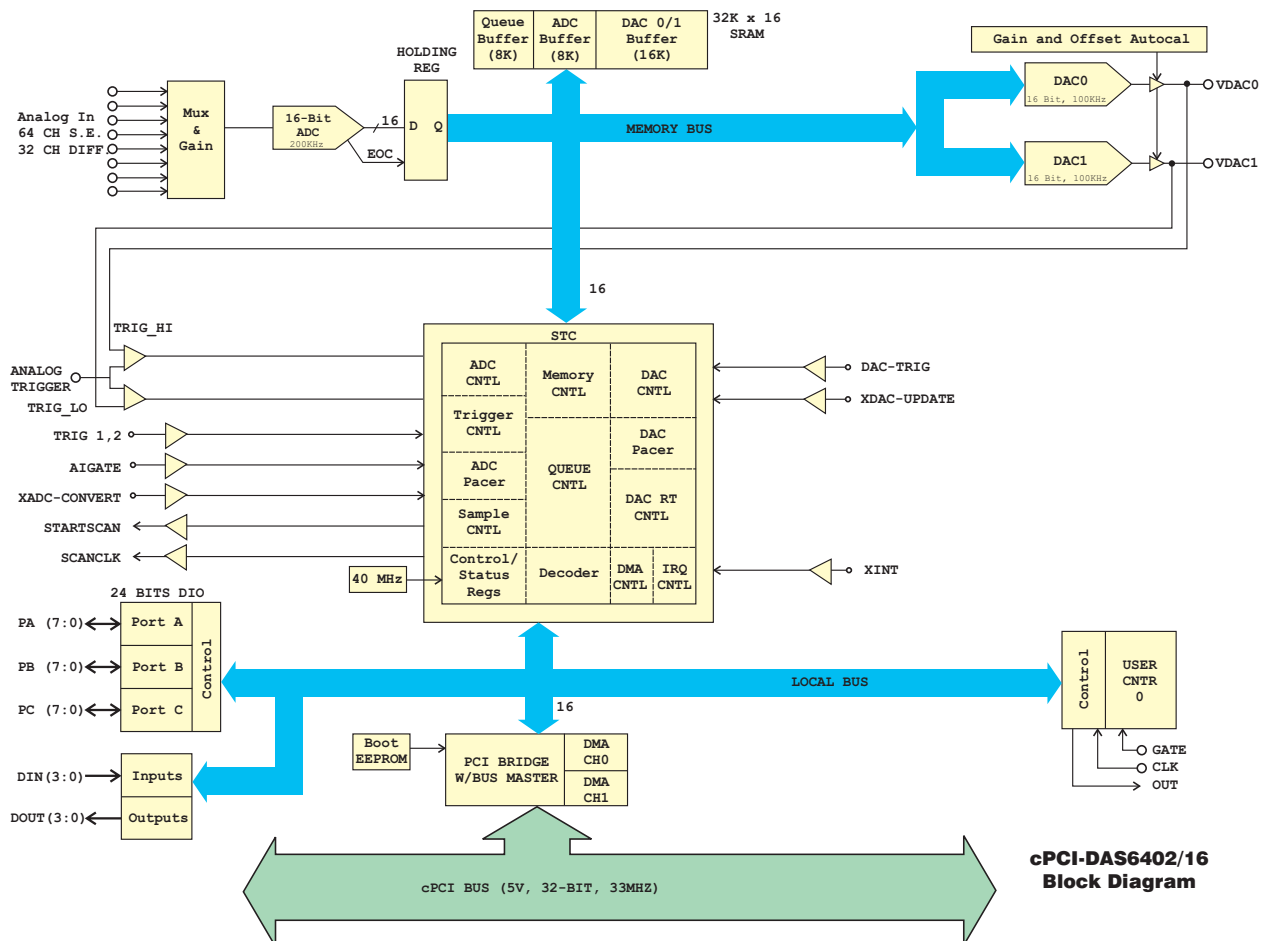 Queue
Buffer
(8K)
ADC
Buffer
(8K)
DAC 0/1
Buffer
(16K)
32K x 16
SRAM
HOLDING
REG
Gain and Offset Autocal
Analog In
64 CH S.E.
32 CH DIFF.
Mux
&
Gain
16-Bit
ADC
200KHz
16
EOC
D Q
MEMORY BUS
DAC0
16 Bit, 100KHz
VDAC0
DAC1
16 Bit, 100KHz
VDAC1
16
TRIG_HI
ANALOG
TRIGGER
TRIG_LO
TRIG 1,2
AIGATE
XADC-CONVERT
STARTSCAN
SCANCLK
40 MHz
STC
ADC
CNTL
Memory
CNTL
DAC
CNTL
Trigger
CNTL
DAC
Pacer
ADC
Pacer
QUEUE
CNTL
DAC RT
CNTL
Sample
CNTL
Control/
Status
Regs
Decoder
DMA
CNTL
IRQ
CNTL
DAC-TRIG
XDAC-UPDATE
XINT
24 BITS DIO
PA (7:0)
Port A
PB (7:0)
Port B
PC (7:0)
Port C
Control
LOCAL BUS
16
Control
USER
CNTR
0
GATE
CLK
OUT
DIN(3:0)
Inputs
DOUT(3:0)
Outputs
Boot
EEPROM
PCI BRIDGE
W/BUS MASTER
DMA
CH0
DMA
CH1
cPCI BUS (5V, 32-BIT, 33MHZ)
cPCI-DAS6402/16
Block Diagram